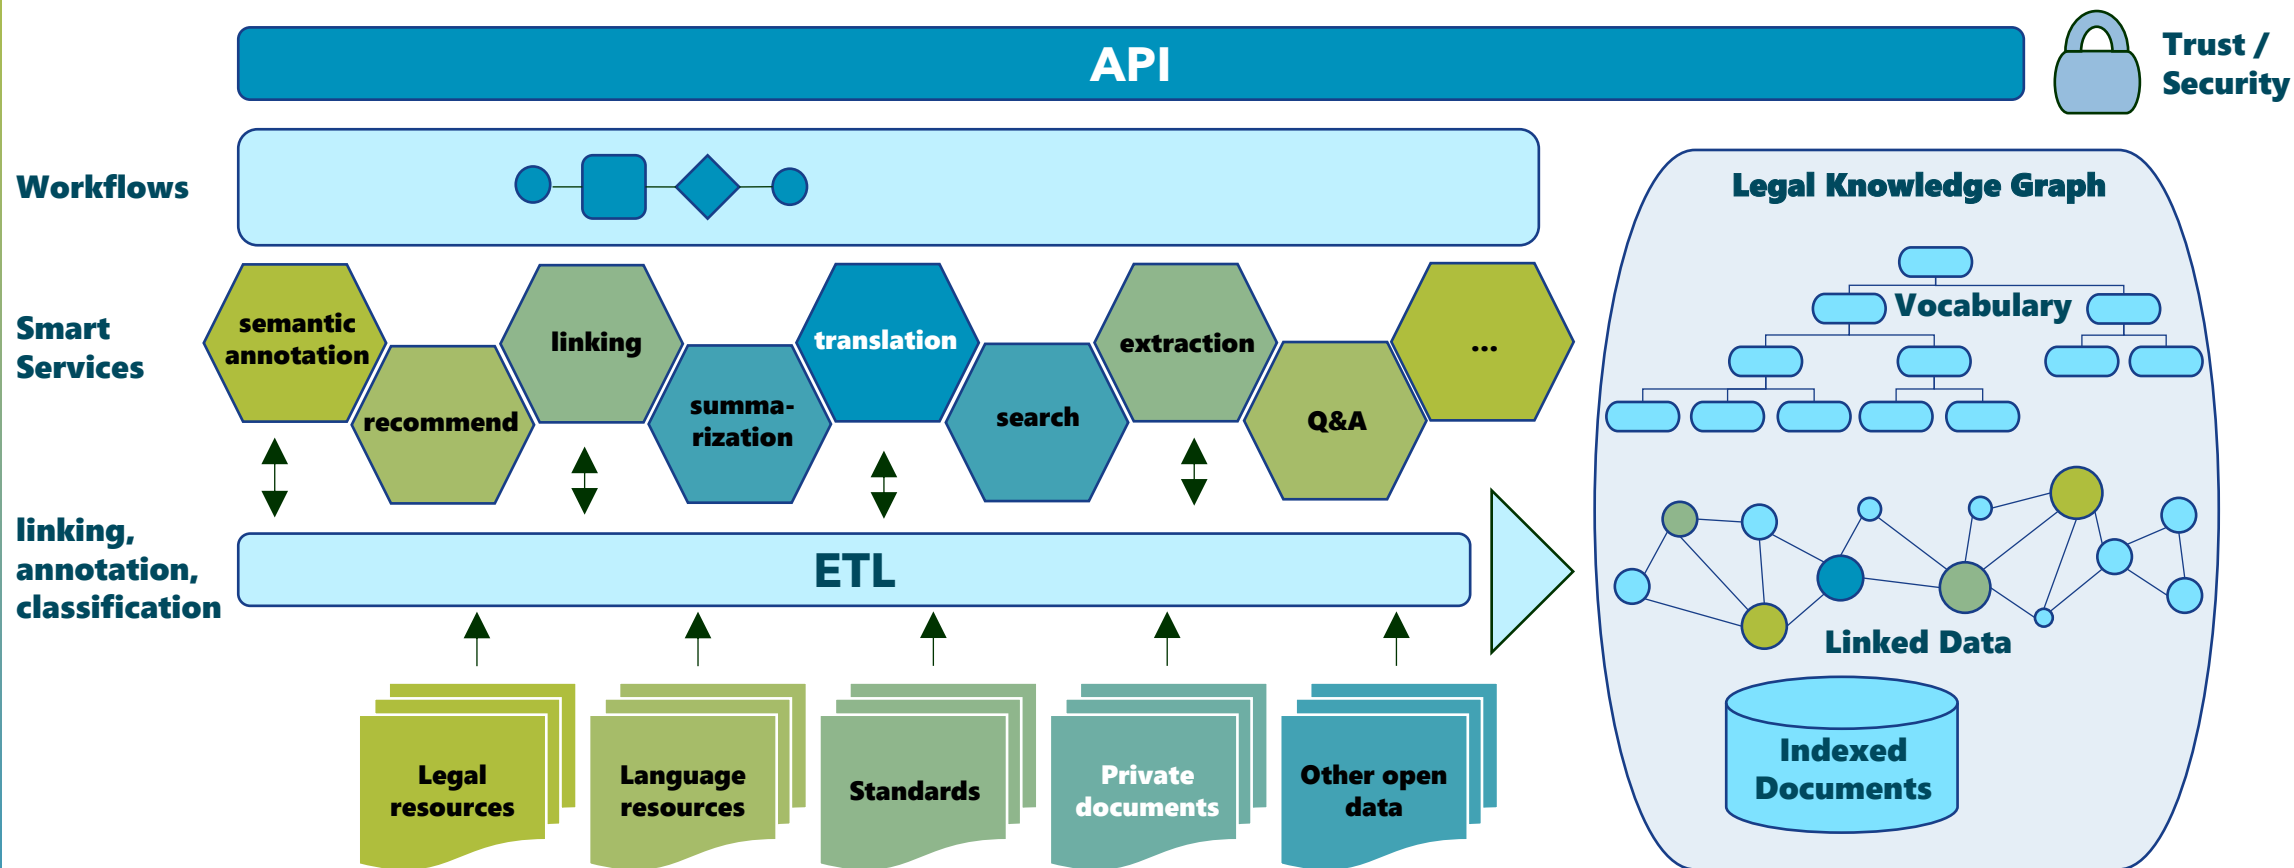 API
Trust /
Security
Workflows
Legal Knowledge Graph
Vocabulary
Smart
Services
semantic
annotation
recommend
linking
summa-
rization
translation
search
extraction
Q&A
...
linking,
annotation,
classification
ETL
Linked Data
Indexed
Documents
Legal
resources
Language
resources
Standards
Private
documents
Other open
data